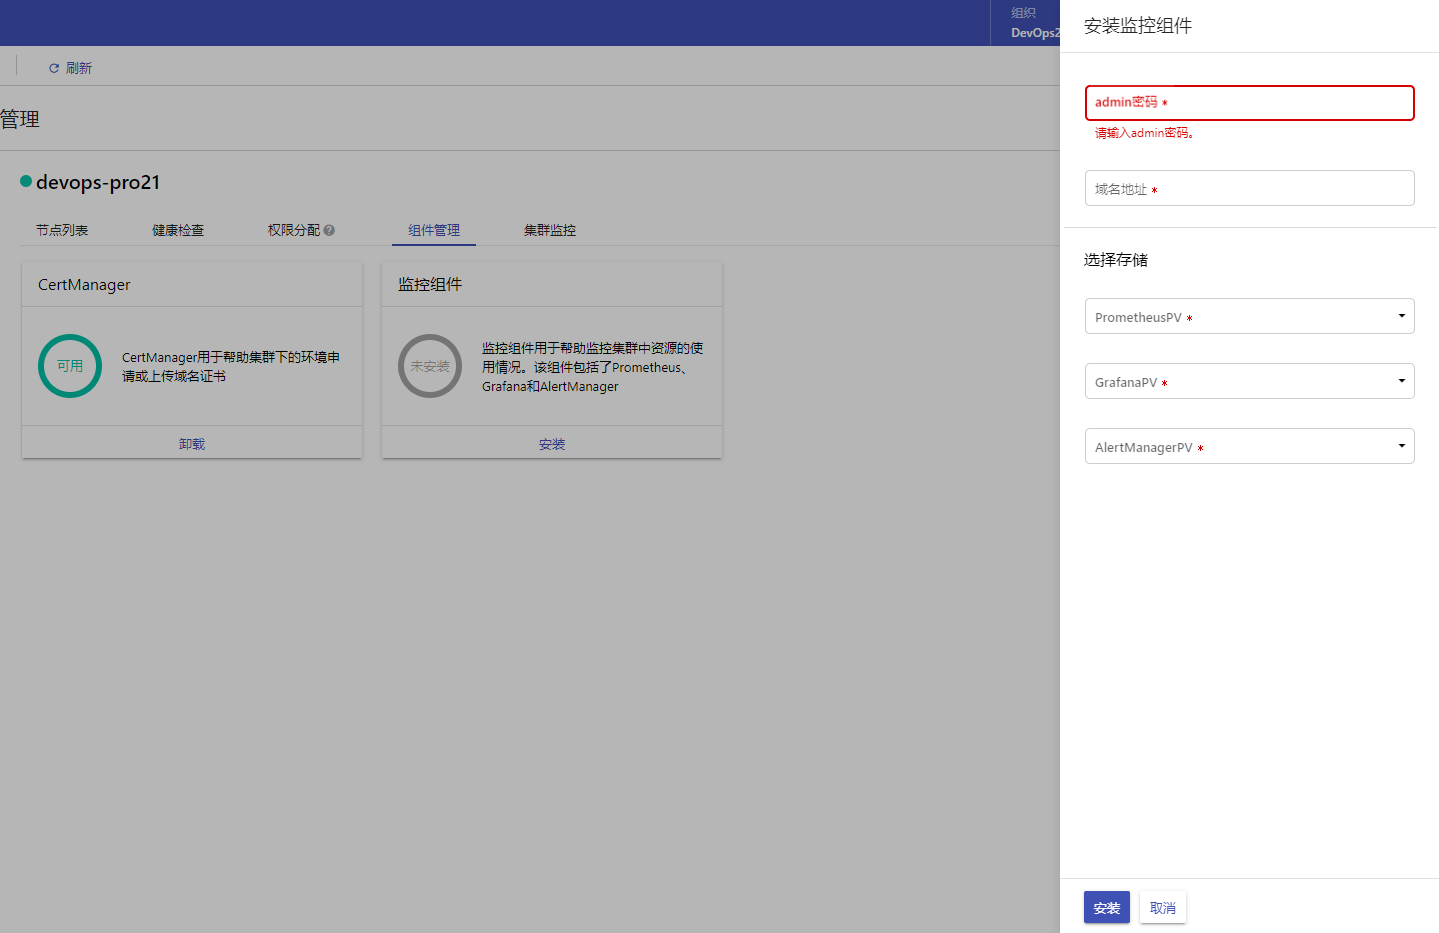 组织
DevOps2
刷新
管理
devops-pro21
节点列表
健康检查
权限分配
组件管理
集群监控
CertManager
可用
CertManager用于帮助集群下的环境申
请或上传域名证书
卸载
监控组件
未安装
监控组件用于帮助监控集群中资源的使
用情况。该组件包括了Prometheus、
Grafana和AlertManager
安装
安装监控组件
admin密码 *
请输入admin密码。
域名地址 *
选择存储
PrometheusPV *
GrafanaPV *
AlertManagerPV *
安装
取消